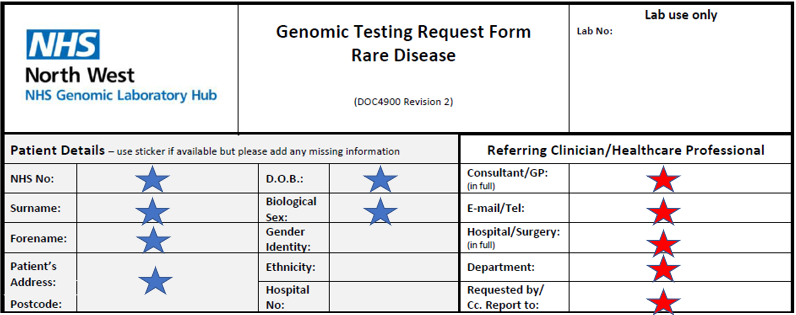 NHS
North West
NHS Genomic Laboratory Hub
Genomic Testing Request Form
Rare Disease
(DOC4900 Revision 2)
Lab use only
Lab No:
Patient Details – use sticker if available but please add any missing information
NHS No:
D.O.B.:
Surname:
Biological
Sex:
Forename:
Gender
Identity:
Patient's
Address:
Ethnicity:
Postcode:
Hospital
No:
Referring Clinician/Healthcare Professional
Consultant/GP:
(in full)
E-mail/Tel:
Hospital/Surgery:
(in full)
Department:
Requested by/
Cc. Report to: